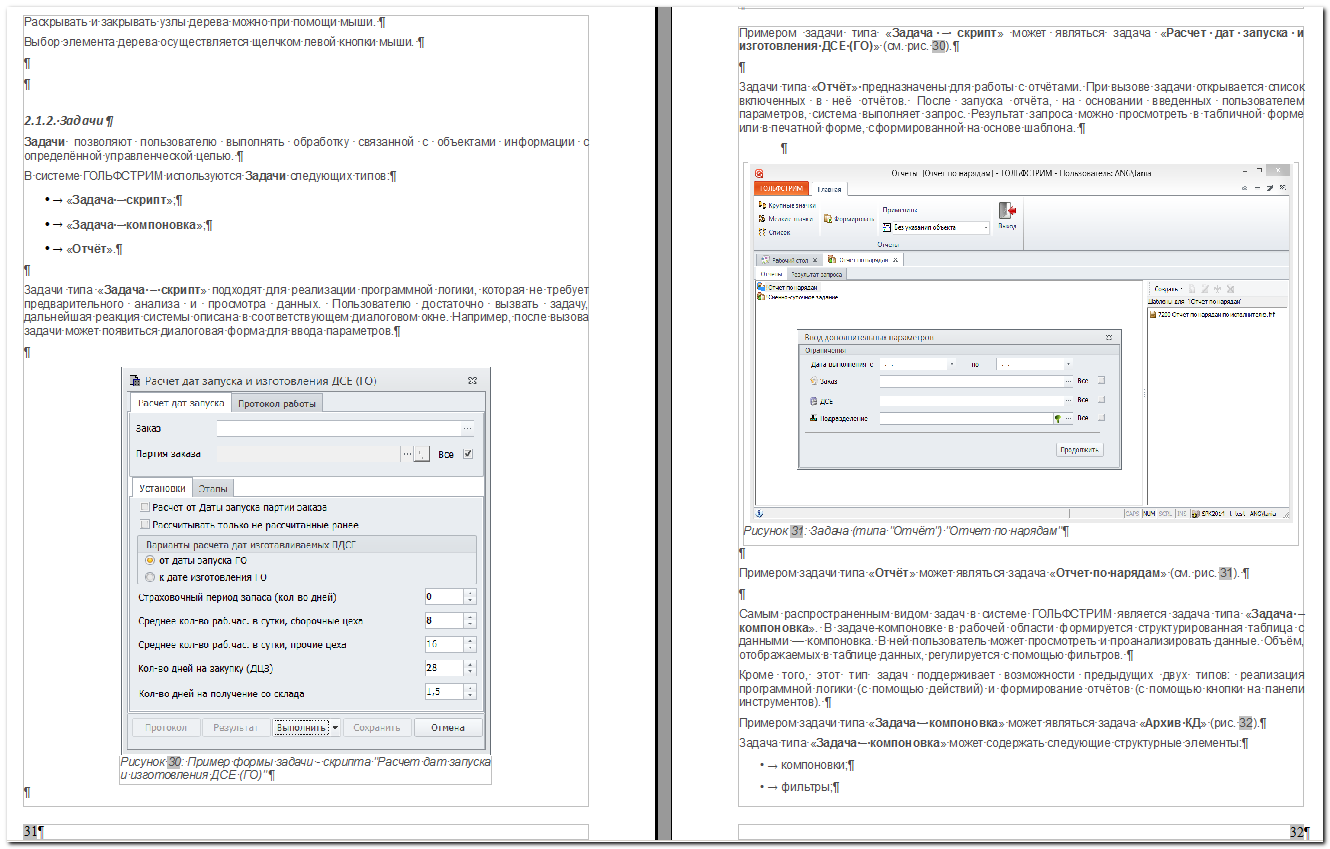 Раскрывать и закрывать узлы дерева можно при помощи мыши. ¶
Выбор элемента дерева осуществляется щелчком левой кнопки мыши. ¶
¶
¶
2.1.2. Задачи ¶
Задачи позволяют пользователю выполнять обработку связанной с объектами информации с
определённой управленческой целью. ¶
В системе ГОЛЬФСТРИМ используются Задачи следующих типов:¶
• → «Задача — скрипт»;¶
• → «Задача — компоновка»;¶
• → «Отчёт».¶
¶
Задачи типа «Задача — скрипт» подходят для реализации программной логики, которая не требует
предварительного анализа и просмотра данных. Пользователю достаточно вызвать задачу,
дальнейшая реакция системы описана в соответствующем диалоговом окне. Например, после вызова
задачи может появиться диалоговая форма для ввода параметров.¶
¶
Расчет дат запуска и изготовления ДСЕ (ГО)
Расчет дат запуска Протокол работы
Заказ ...
Партия заказа ... Все
Установки Этапы
Расчет от Даты запуска партии заказа
Рассчитывать только не рассчитанные ранее
Варианты расчета дат изготавливаемых ПДСЕ
от даты запуска ГО
к дате изготовления ГО
Страховочный период запаса (кол-во дней) 0
Среднее кол-во раб.час. в сутки, сборочные цеха 8
Среднее кол-во раб.час. в сутки, прочие цеха 16
Кол-во дней на закупку (ДЦЗ) 28
Кол-во дней на получение со склада 1,5
Протокол Результат Выполнить Сохранить Отмена
Рисунок 30: Пример формы задачи - скрипта "Расчет дат запуска
и изготовления ДСЕ (ГО)"¶
¶
31¶
Примером задачи типа «Задача — скрипт» может являться задача «Расчет дат запуска и
изготовления ДСЕ (ГО)» (см. рис. 30).¶
¶
Задачи типа «Отчёт» предназначены для работы с отчётами. При вызове задачи открывается список
включенных в неё отчётов. После запуска отчёта, на основании введенных пользователем
параметров, система выполняет запрос. Результат запроса можно просмотреть в табличной форме
или в печатной форме, сформированной на основе шаблона. ¶
¶
Отчеты [Отчет по нарядам] - ГОЛЬФСТРИМ - Пользователь: ANG\lama
ГОЛЬФСТРИМ Главная
Крупные значки
Мелкие значки
Список
Формировать
Применима
Без указания объекта
Выход
Отчеты
Рабочий стол x Отчет по нарядам x
Отчеты Результат запроса
Отчет по нарядам
Сменно-суточное задание
Создать
Шаблоны для "Отчет по нарядам"
Ввод дополнительных параметров
Ограничения
Дата выполнения с . . по . .
Заказ ... Все
ДСЕ ... Все
Подразделение ... Все
Продолжить
CAPS NUM SCRL INS
Рисунок 31: Задача (типа "Отчёт") "Отчет по нарядам"¶
¶
Примером задачи типа «Отчёт» может являться задача «Отчет по нарядам» (см. рис. 31). ¶
¶
Самым распространенным видом задач в системе ГОЛЬФСТРИМ является задача типа «Задача —
компоновка». В задаче-компоновке в рабочей области формируется структурированная таблица с
данными — компоновка. В ней пользователь может просмотреть и проанализировать данные. Объём,
отображаемых в таблице данных, регулируется с помощью фильтров. ¶
Кроме того, этот тип задач поддерживает возможности предыдущих двух типов: реализация
программной логики (с помощью действий) и формирование отчётов (с помощью кнопки на панели
инструментов). ¶
Примером задачи типа «Задача — компоновка» может являться задача «Архив КД» (рис. 32).¶
Задача типа «Задача — компоновка» может содержать следующие структурные элементы:¶
• → компоновки;¶
• → фильтры;¶
32¶